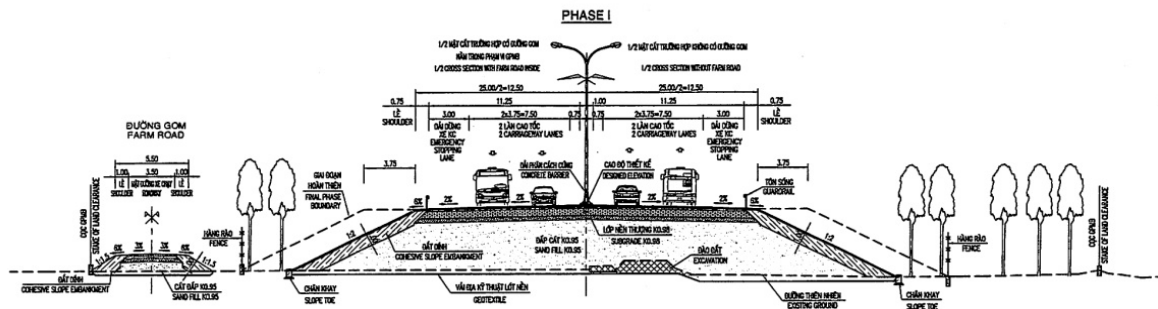 PHASE I
1/2 MẶT CẮT TRƯỜNG HỢP CÓ ĐƯỜNG GOM
NẰM TRONG PHẠM VI GPMB
1/2 CROSS SECTION WITH FARM ROAD INSIDE
1/2 MẶT CẮT TRƯỜNG HỢP KHÔNG CÓ ĐƯỜNG GOM
1/2 CROSS SECTION WITHOUT FARM ROAD
25.00/2=12.50
25.00/2=12.50
0.75
11.25
1.00
11.25
0.75
LỀ
SHOULDER
3.00
2x3.75=7.50
0.75
0.75
2x3.75=7.50
3.00
LỀ
SHOULDER
DẢI DỪNG
XE KC
EMERGENCY
STOPPING
LANE
2 LÀN CAO TỐC
2 CARRIAGEWAY LANES
2 LÀN CAO TỐC
2 CARRIAGEWAY LANES
DẢI DỪNG
XE KC
EMERGENCY
STOPPING
LANE
ĐƯỜNG GOM
FARM ROAD
5.50
1.00
3.50
1.00
LỀ
SHOULDER
MẶT ĐƯỜNG XE CHẠY
ROADWAY
LỀ
SHOULDER
GIAI ĐOẠN
HOÀN THIỆN
FINAL PHASE
BOUNDARY
3.75
DẢI PHÂN CÁCH CỨNG
CONCRETE BARRIER
CAO ĐỘ THIẾT KẾ
DESIGNED ELEVATION
3.75
TÔN SÓNG
GUARDRAIL
CỌC GPMB
STAKE OF LAND CLEARANCE
HÀNG RÀO
FENCE
6%
2%
2%
2%
2%
6%
6%
3%
3%
6%
1:1.5
1:1.5
1:2
1:2
ĐẤT DÍNH
COHESIVE SLOPE EMBANKMENT
CÁT ĐẮP K0.95
SAND FILL K0.95
ĐẤT DÍNH
COHESIVE SLOPE EMBANKMENT
ĐẮP CÁT K0.95
SAND FILL K0.95
LỚP NỀN THƯỢNG K0.98
SUBGRADE K0.98
ĐÀO ĐẤT
EXCAVATION
CHÂN KHAY
SLOPE TOE
VẢI ĐỊA KỸ THUẬT LÓT NỀN
GEOTEXTILE
ĐƯỜNG THIÊN NHIÊN
EXISTING GROUND
CHÂN KHAY
SLOPE TOE
HÀNG RÀO
FENCE
CỌC GPMB
STAKE OF LAND CLEARANCE